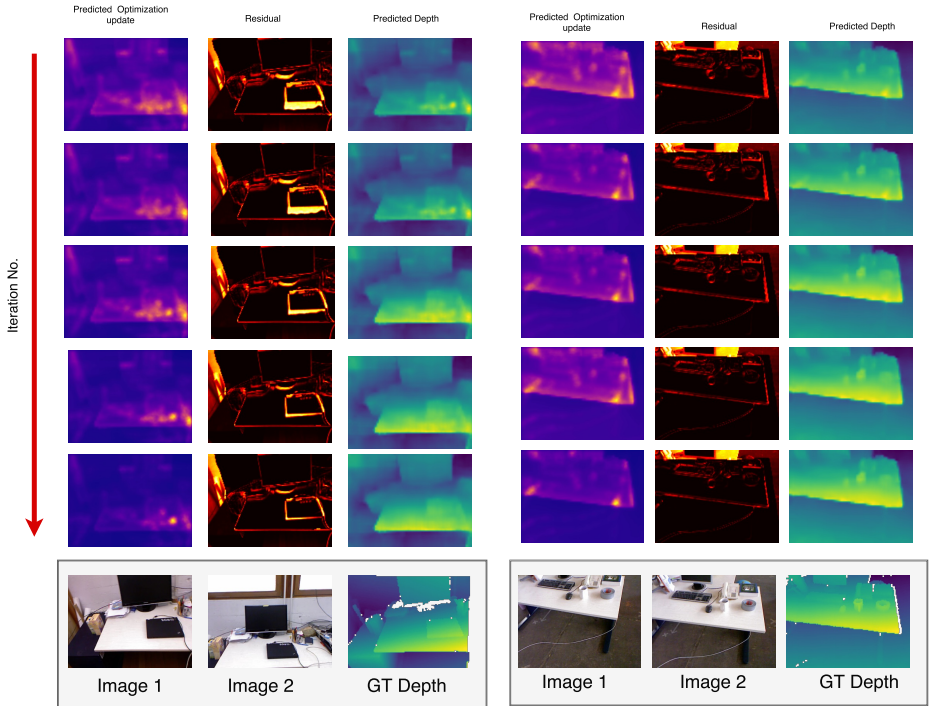 Predicted Optimization
update
Residual
Predicted Depth
Predicted Optimization
update
Residual
Predicted Depth
Iteration No.
Image 1
Image 2
GT Depth
Image 1
Image 2
GT Depth